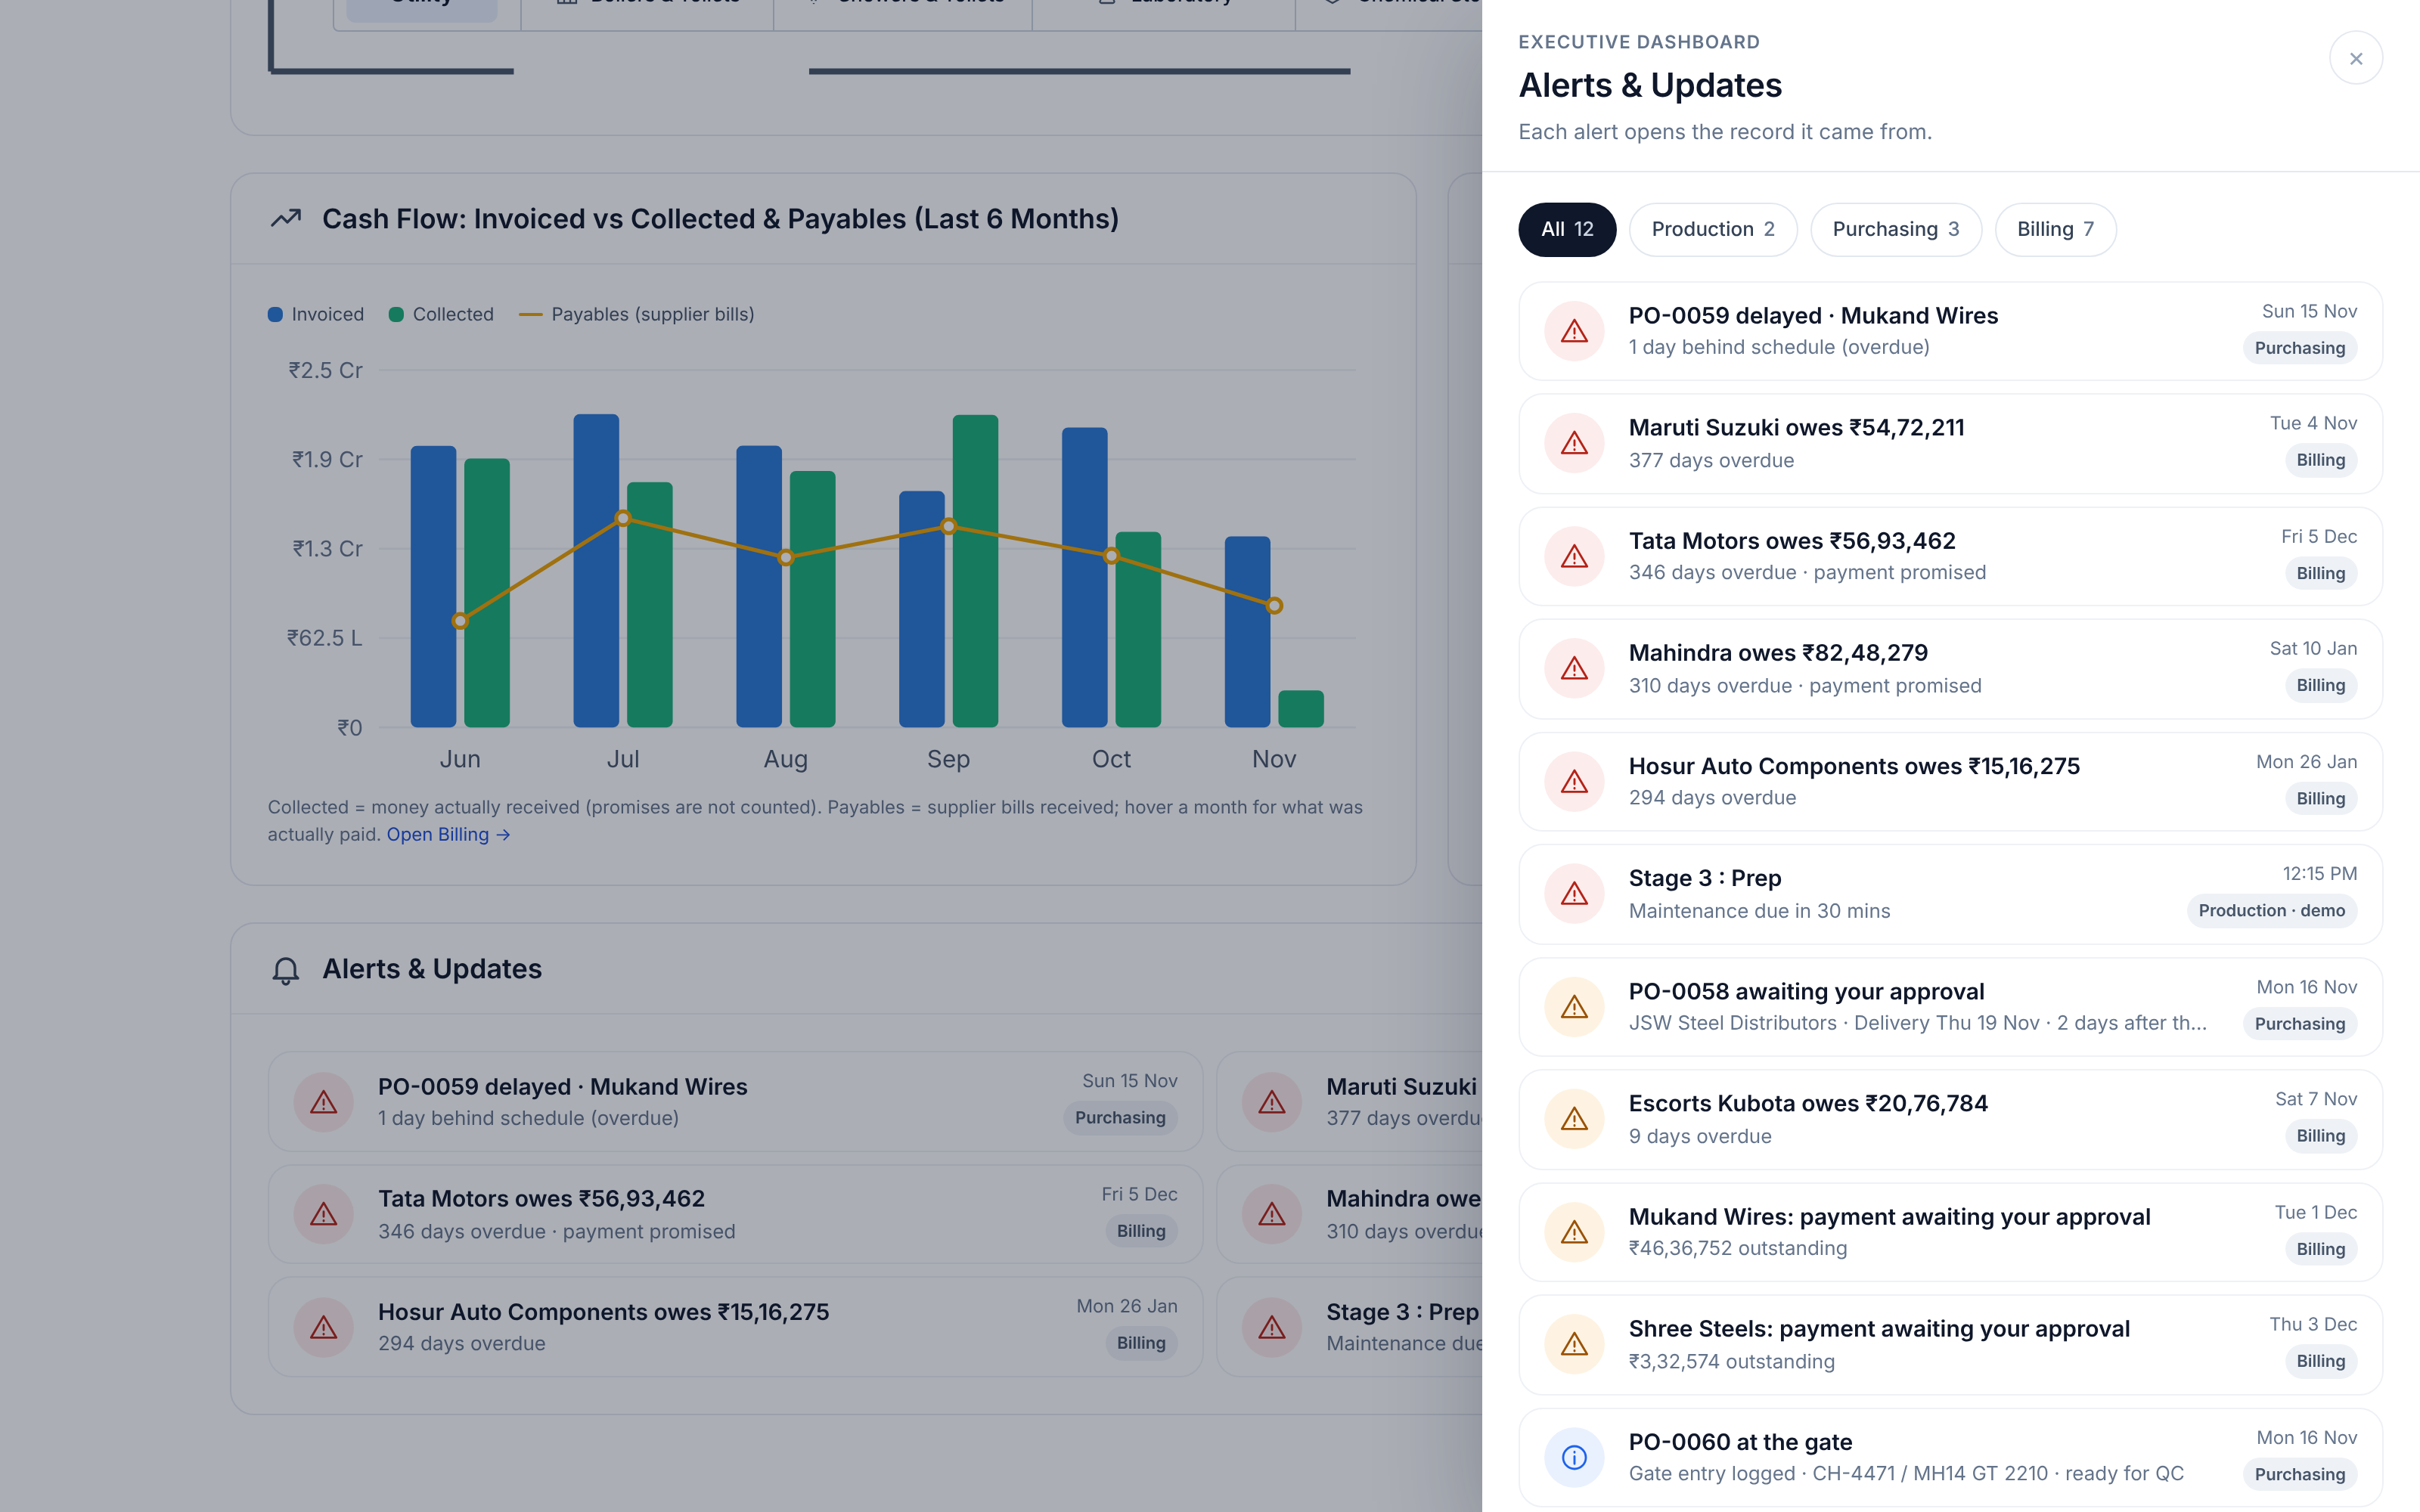 Utility
EXECUTIVE DASHBOARD
Alerts & Updates
Each alert opens the record it came from.
All 12
Production 2
Purchasing 3
Billing 7
Cash Flow: Invoiced vs Collected & Payables (Last 6 Months)
Invoiced
Collected
Payables (supplier bills)
₹2.5 Cr
₹1.9 Cr
₹1.3 Cr
₹62.5 L
₹0
Jun
Jul
Aug
Sep
Oct
Nov
Collected = money actually received (promises are not counted). Payables = supplier bills received; hover a month for what was
actually paid. Open Billing →
Alerts & Updates
PO-0059 delayed · Mukand Wires
1 day behind schedule (overdue)
Sun 15 Nov
Purchasing
Maruti Suzuki
377 days
Tata Motors owes ₹56,93,462
346 days overdue · payment promised
Fri 5 Dec
Billing
Mahindra
310 days
Hosur Auto Components owes ₹15,16,275
294 days overdue
Mon 26 Jan
Billing
Stage 3 : Prep
Maintenance
PO-0059 delayed · Mukand Wires
1 day behind schedule (overdue)
Sun 15 Nov
Purchasing
Maruti Suzuki owes ₹54,72,211
377 days overdue
Tue 4 Nov
Billing
Tata Motors owes ₹56,93,462
346 days overdue · payment promised
Fri 5 Dec
Billing
Mahindra owes ₹82,48,279
310 days overdue · payment promised
Sat 10 Jan
Billing
Hosur Auto Components owes ₹15,16,275
294 days overdue
Mon 26 Jan
Billing
Stage 3 : Prep
Maintenance due in 30 mins
12:15 PM
Production · demo
PO-0058 awaiting your approval
JSW Steel Distributors · Delivery Thu 19 Nov · 2 days after th...
Mon 16 Nov
Purchasing
Escorts Kubota owes ₹20,76,784
9 days overdue
Sat 7 Nov
Billing
Mukand Wires: payment awaiting your approval
₹46,36,752 outstanding
Tue 1 Dec
Billing
Shree Steels: payment awaiting your approval
₹3,32,574 outstanding
Thu 3 Dec
Billing
PO-0060 at the gate
Gate entry logged · CH-4471 / MH14 GT 2210 · ready for QC
Mon 16 Nov
Purchasing